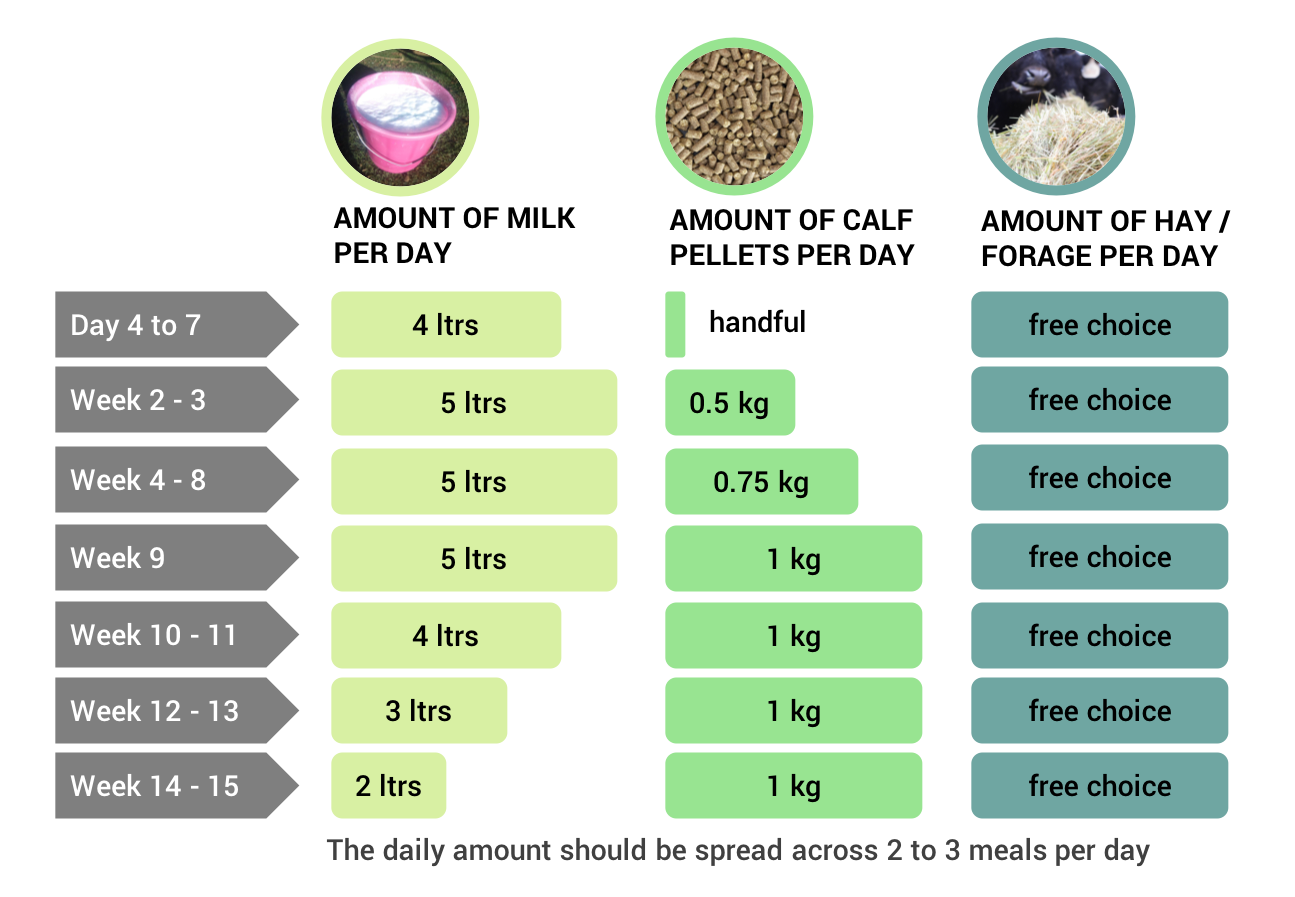 AMOUNT OF MILK
PER DAY
AMOUNT OF CALF
PELLETS PER DAY
AMOUNT OF HAY /
FORAGE PER DAY
Day 4 to 7
4 ltrs
handful
free choice
Week 2 - 3
5 ltrs
0.5 kg
free choice
Week 4 - 8
5 ltrs
0.75 kg
free choice
Week 9
5 ltrs
1 kg
free choice
Week 10 - 11
4 ltrs
1 kg
free choice
Week 12 - 13
3 ltrs
1 kg
free choice
Week 14 - 15
2 ltrs
1 kg
free choice
The daily amount should be spread across 2 to 3 meals per day